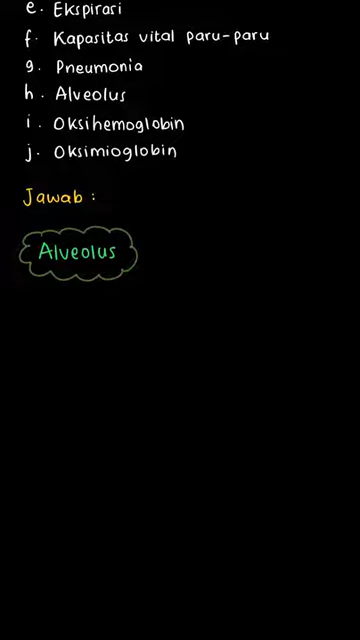 e. Ekspirasi
f. Kapasitas vital paru-paru
g. Pneumonia
h. Alveolus
i. Oksihemoglobin
j. Oksimioglobin
Jawab :
Alveolus